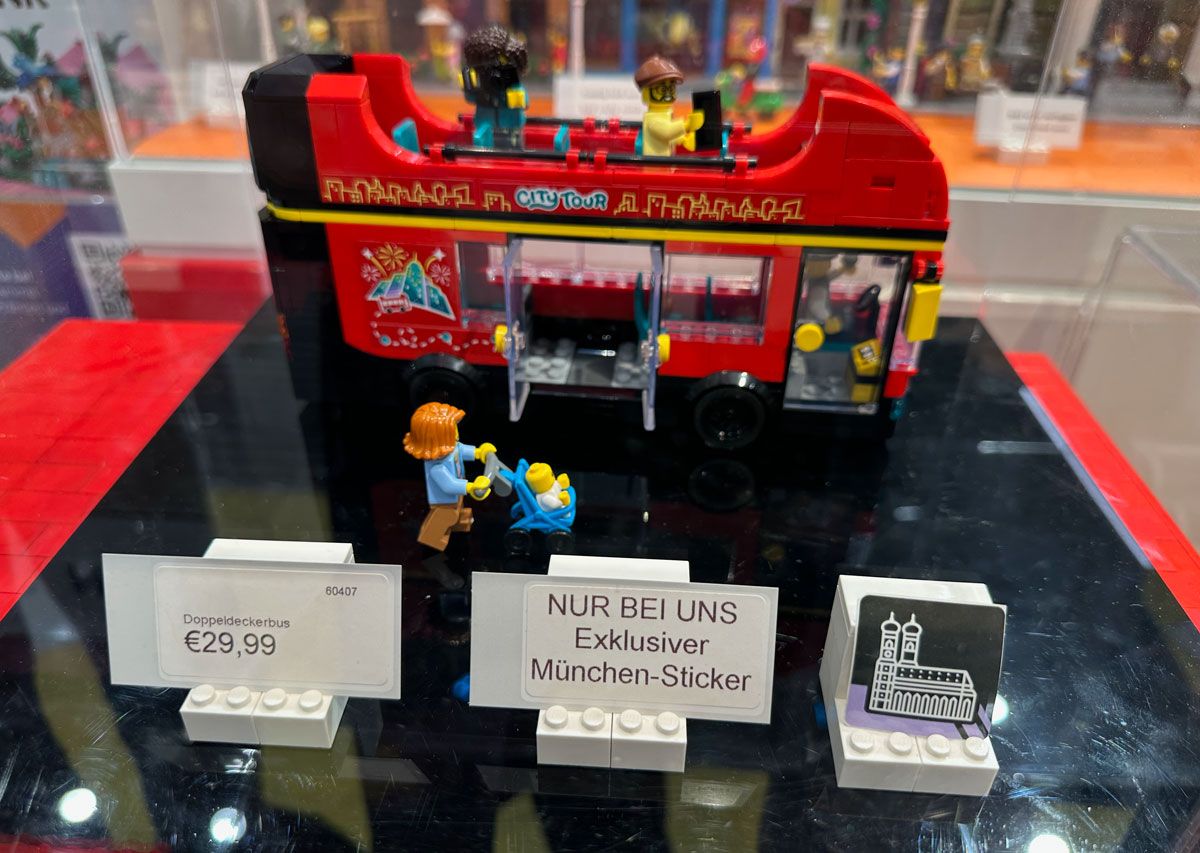 CITY TOUR
60407
Doppeldeckerbus
€29,99
NUR BEI UNS
Exklusiver
München-Sticker